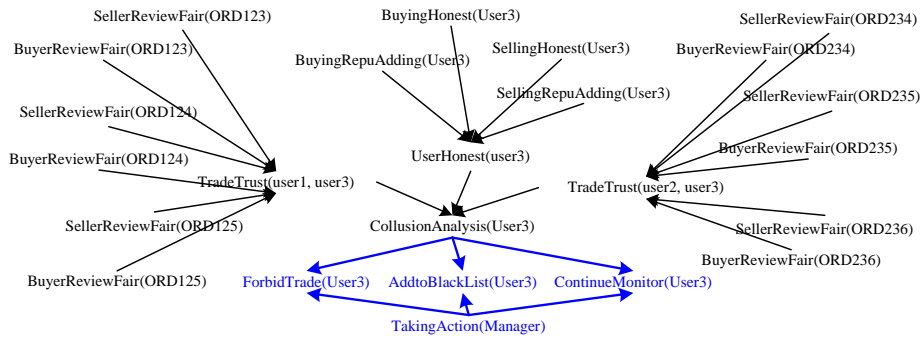 SellerReviewFair(ORD123)
BuyingHonest(User3)
SellerReviewFair(ORD234)
BuyerReviewFair(ORD123)
SellingHonest(User3)
BuyerReviewFair(ORD234)
BuyingRepuAdding(User3)
SellingRepuAdding(User3)
SellerReviewFair(ORD235)
SellerReviewFair(ORD124)
BuyerReviewFair(ORD235)
BuyerReviewFair(ORD124)
UserHonest(user3)
TradeTrust(user1, user3)
TradeTrust(user2, user3)
SellerReviewFair(ORD125)
CollusionAnalysis(User3)
SellerReviewFair(ORD236)
BuyerReviewFair(ORD236)
BuyerReviewFair(ORD125)
ForbidTrade(User3)
AddtoBlackList(User3)
ContinueMonitor(User3)
TakingAction(Manager)